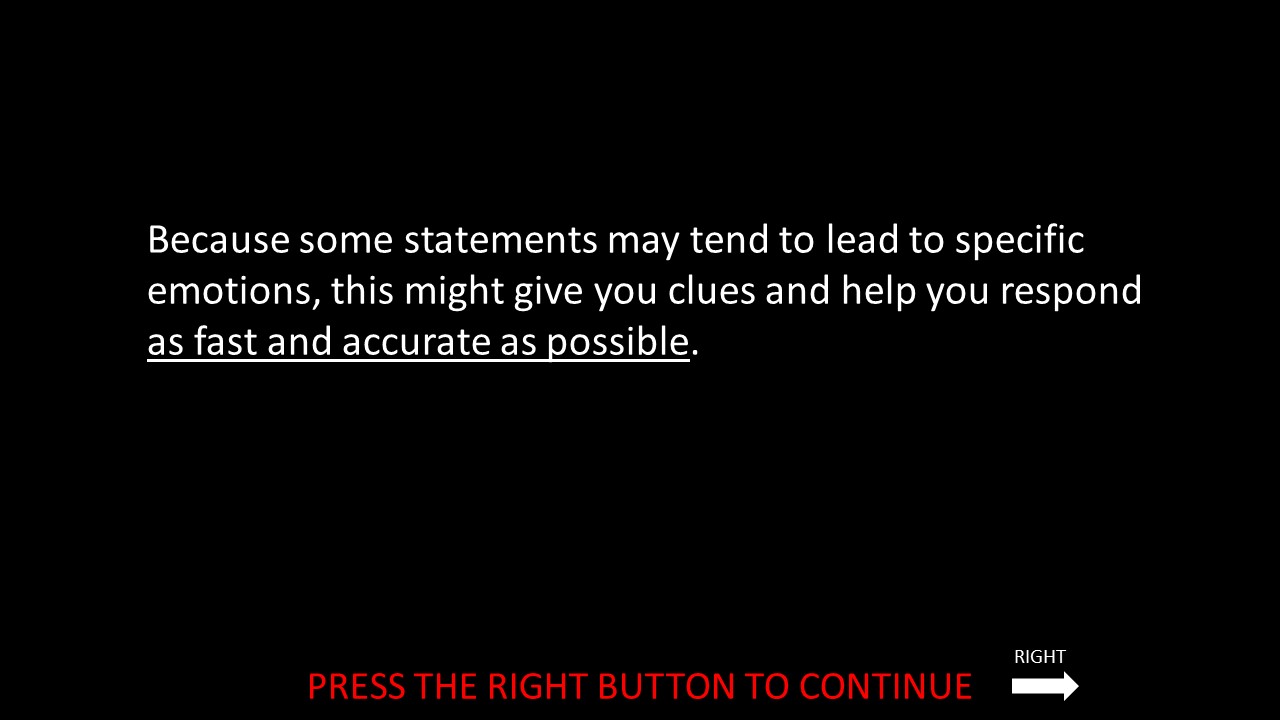 Because some statements may tend to lead to specific
emotions, this might give you clues and help you respond
as fast and accurate as possible.
RIGHT
PRESS THE RIGHT BUTTON TO CONTINUE